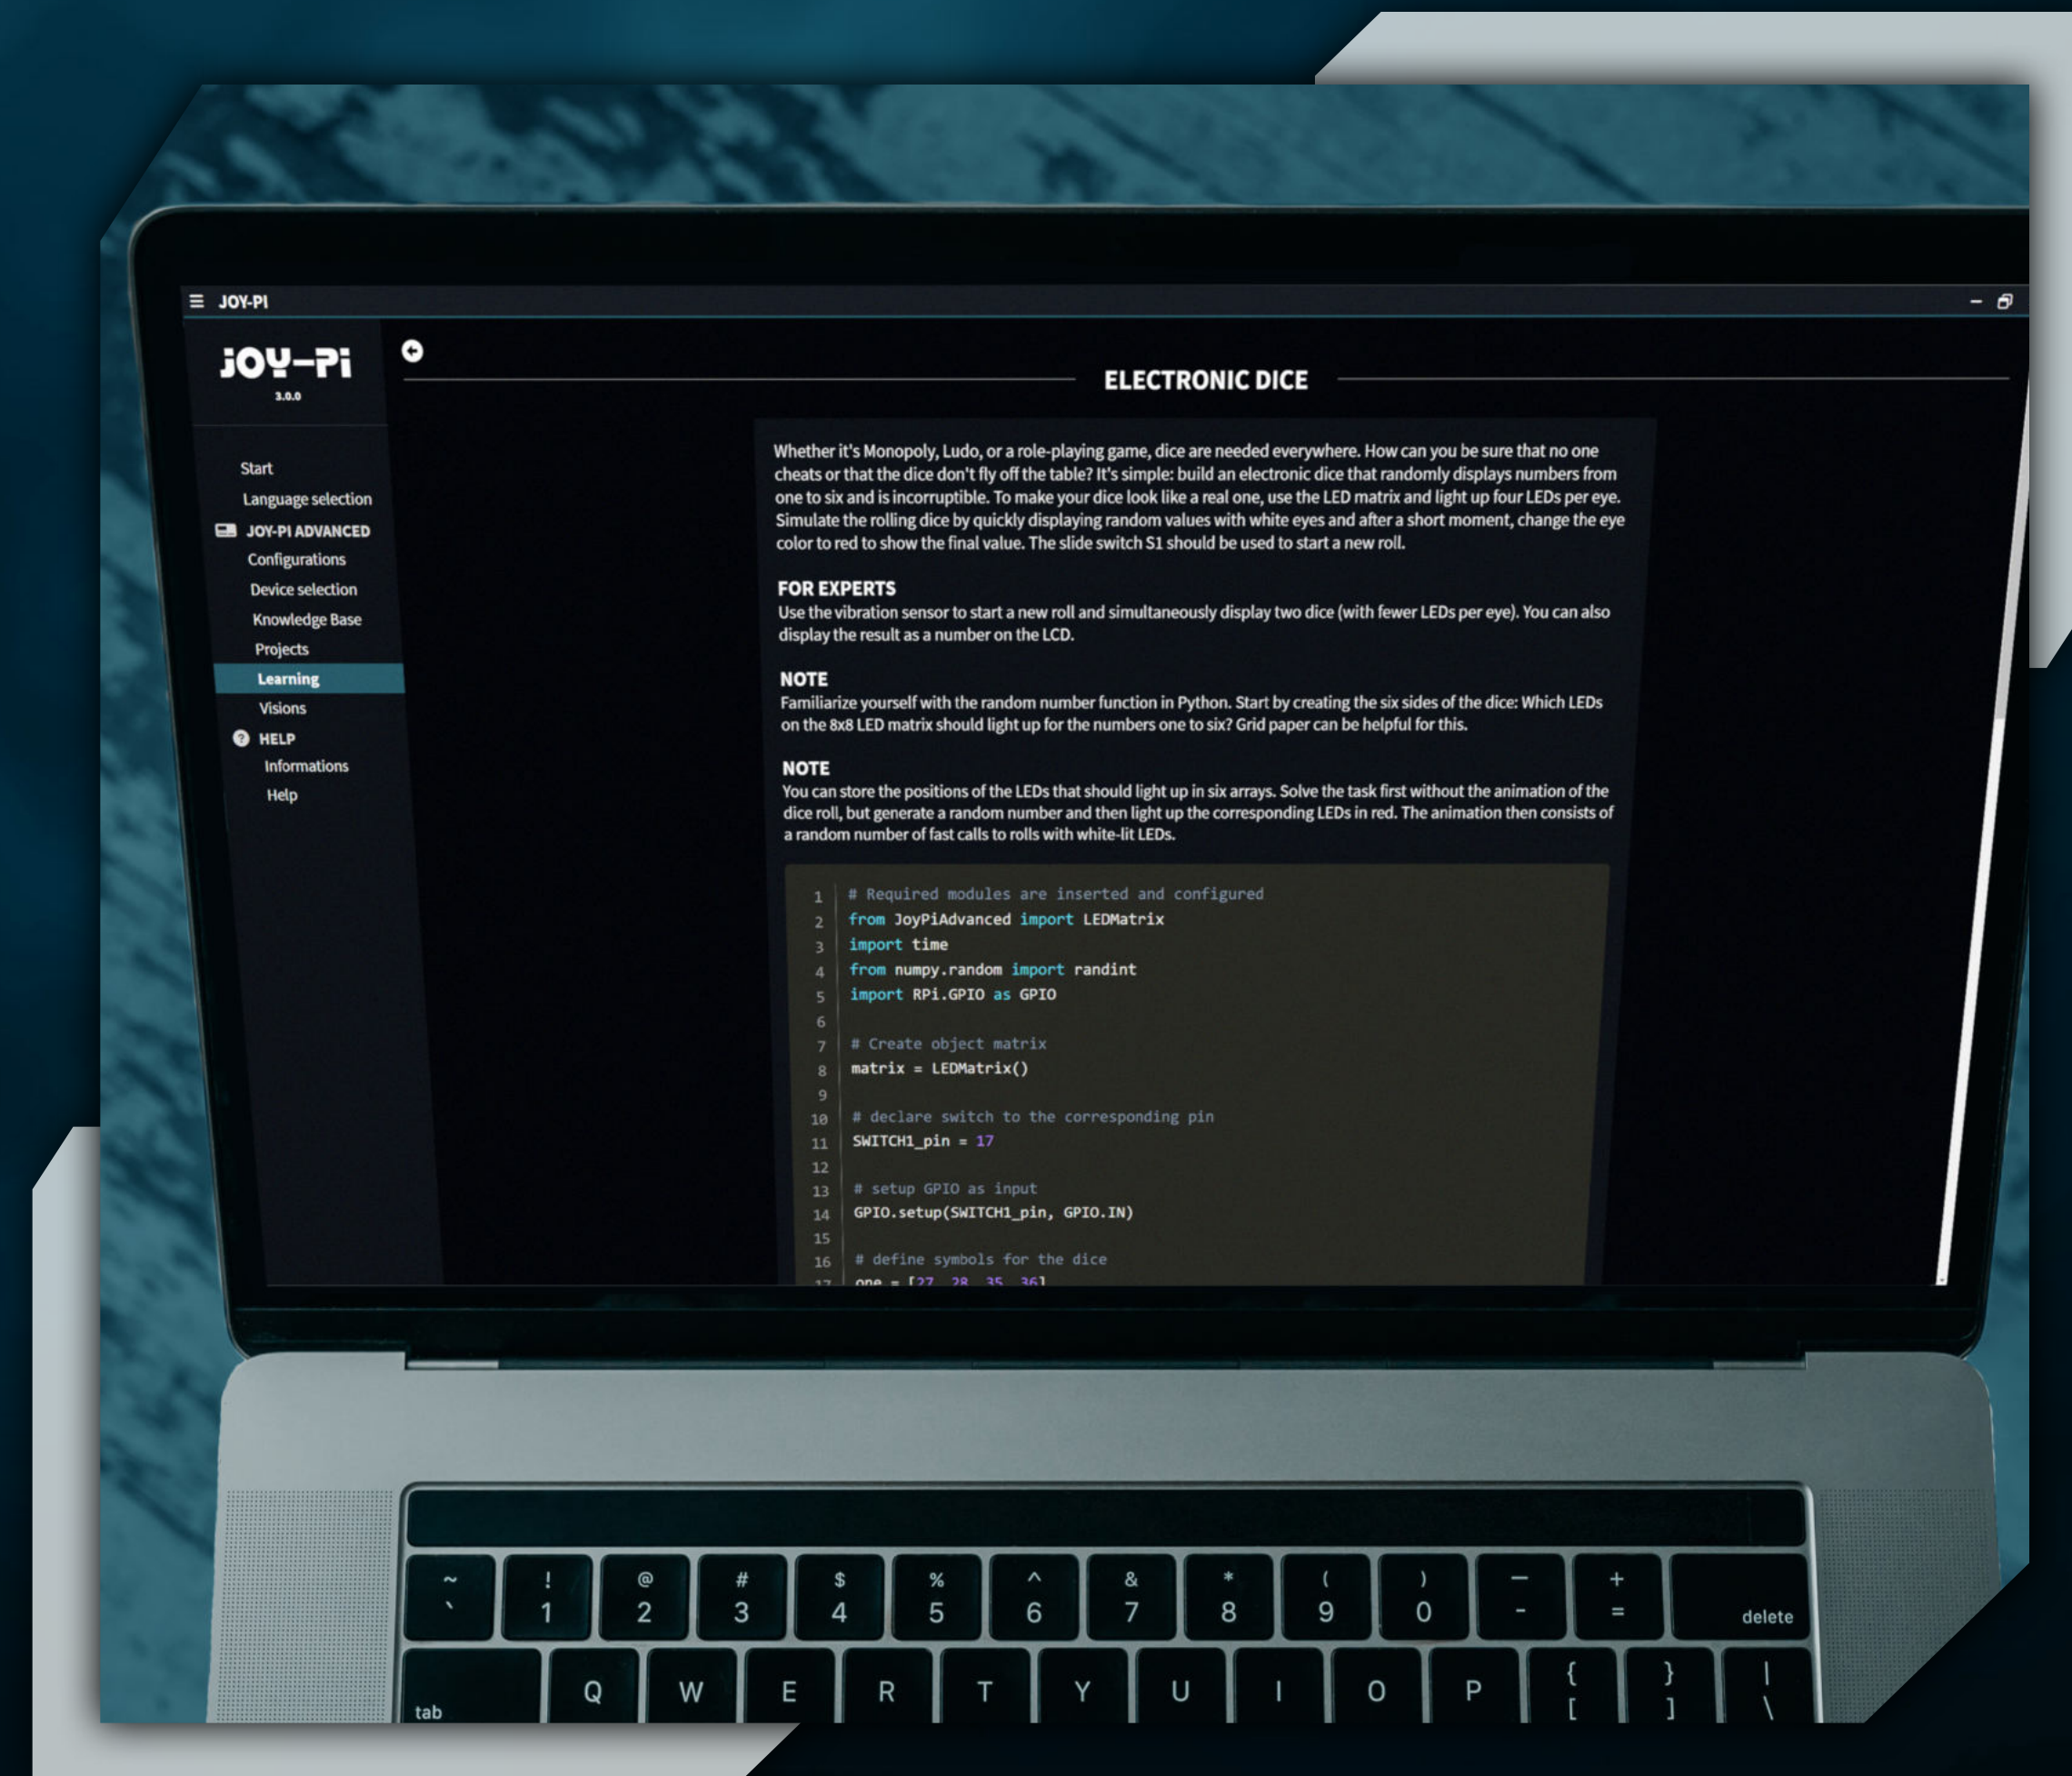 JOY-PI
JOY-Pi
3.0.0
Start
Language selection
JOY-PI ADVANCED
Configurations
Device selection
Knowledge Base
Projects
Learning
Visions
HELP
Informations
Help
ELECTRONIC DICE
Whether it's Monopoly, Ludo, or a role-playing game, dice are needed everywhere. How can you be sure that no one
cheats or that the dice don't fly off the table? It's simple: build an electronic dice that randomly displays numbers from
one to six and is incorruptible. To make your dice look like a real one, use the LED matrix and light up four LEDs per eye.
Simulate the rolling dice by quickly displaying random values with white eyes and after a short moment, change the eye
color to red to show the final value. The slide switch S1 should be used to start a new roll.
FOR EXPERTS
Use the vibration sensor to start a new roll and simultaneously display two dice (with fewer LEDs per eye). You can also
display the result as a number on the LCD.
NOTE
Familiarize yourself with the random number function in Python. Start by creating the six sides of the dice: Which LEDs
on the 8x8 LED matrix should light up for the numbers one to six? Grid paper can be helpful for this.
NOTE
You can store the positions of the LEDs that should light up in six arrays. Solve the task first without the animation of the
dice roll, but generate a random number and then light up the corresponding LEDs in red. The animation then consists of
a random number of fast calls to rolls with white-lit LEDs.
1 # Required modules are inserted and configured
2 from JoyPiAdvanced import LEDMatrix
3 import time
4 from numpy.random import randint
5 import RPi.GPIO as GPIO
6
7 # Create object matrix
8 matrix = LEDMatrix()
9
10 # declare switch to the corresponding pin
11 SWITCH1_pin = 17
12
13 # setup GPIO as input
14 GPIO.setup(SWITCH1_pin, GPIO.IN)
15
16 # define symbols for the dice
17 one = [27, 28, 35, 36]
~ ! @ # $ % ^ & * ( ) — +
` 1 2 3 4 5 6 7 8 9 0 - = delete
tab Q W E R T Y U I O P { } |
[ ] \